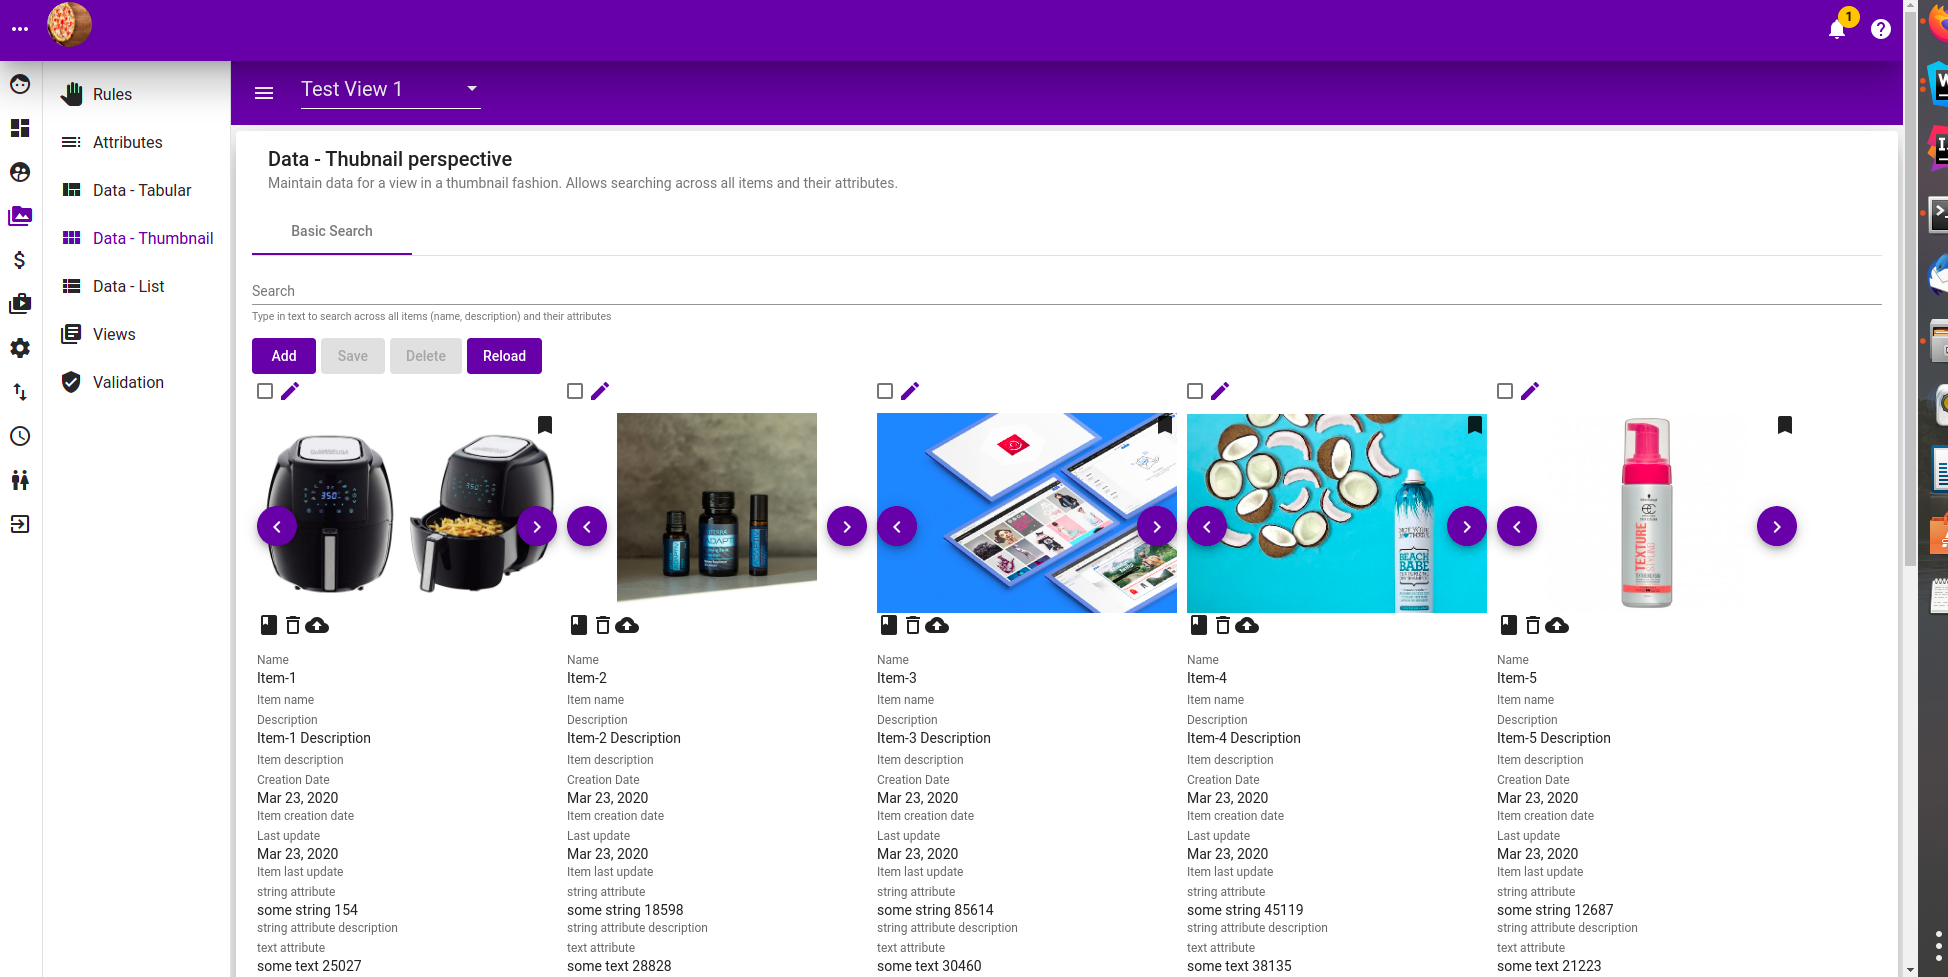 1
Rules
Attributes
Data - Tabular
Data - Thumbnail
Data - List
Views
Validation
Test View 1
Data - Thubnail perspective
Maintain data for a view in a thumbnail fashion. Allows searching across all items and their attributes.
Basic Search
Search
Type in text to search across all items (name, description) and their attributes
Add Save Delete Reload
350 350
ADAPTIV
NOT YOUR MOTHER'S
BEACH BABE
TEXTURE
Name Name Name Name Name
Item-1 Item-2 Item-3 Item-4 Item-5
Item name Item name Item name Item name Item name
Description Description Description Description Description
Item-1 Description Item-2 Description Item-3 Description Item-4 Description Item-5 Description
Item description Item description Item description Item description Item description
Creation Date Creation Date Creation Date Creation Date Creation Date
Mar 23, 2020 Mar 23, 2020 Mar 23, 2020 Mar 23, 2020 Mar 23, 2020
Item creation date Item creation date Item creation date Item creation date Item creation date
Last update Last update Last update Last update Last update
Mar 23, 2020 Mar 23, 2020 Mar 23, 2020 Mar 23, 2020 Mar 23, 2020
Item last update Item last update Item last update Item last update Item last update
string attribute string attribute string attribute string attribute string attribute
some string 154 some string 18598 some string 85614 some string 45119 some string 12687
string attribute description string attribute description string attribute description string attribute description string attribute description
text attribute text attribute text attribute text attribute text attribute
some text 25027 some text 28828 some text 30460 some text 38135 some text 21223